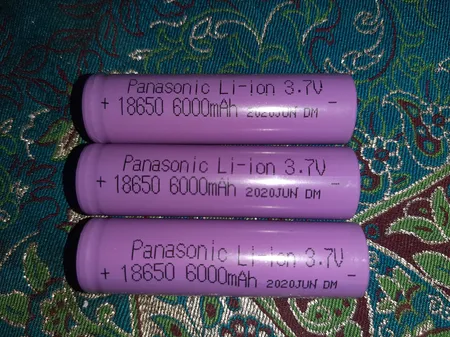 Panasonic Li-ion 3.7V
+ 18650 6000mAh 2020JUN DM -
Panasonic Li-ion 3.7V
+ 18650 6000mAh 2020JUN DM -
Panasonic Li-ion 3.7V
+ 18650 6000mAh 2020JUN DM -